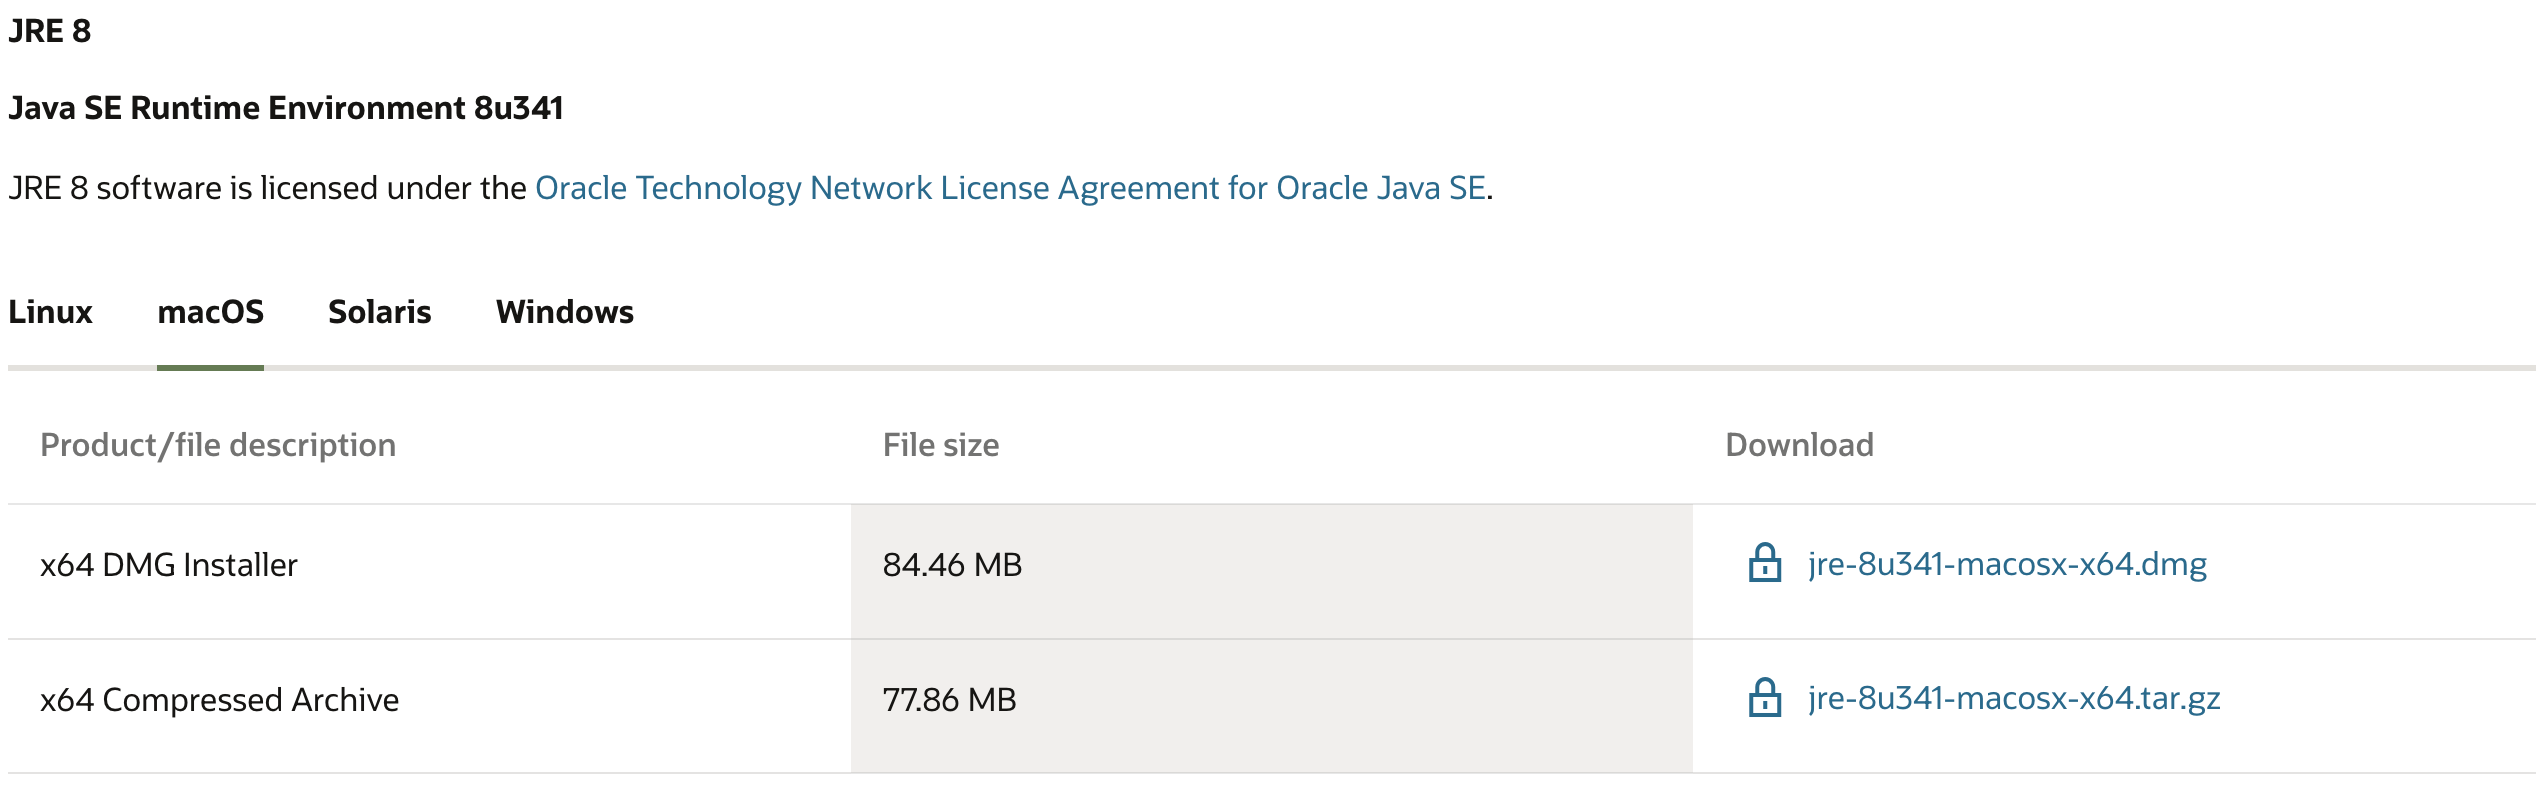 JRE 8
Java SE Runtime Environment 8u341
JRE 8 software is licensed under the Oracle Technology Network License Agreement for Oracle Java SE.
Linux macOS Solaris Windows
Product/file description File size Download
x64 DMG Installer 84.46 MB jre-8u341-macosx-x64.dmg
x64 Compressed Archive 77.86 MB jre-8u341-macosx-x64.tar.gz